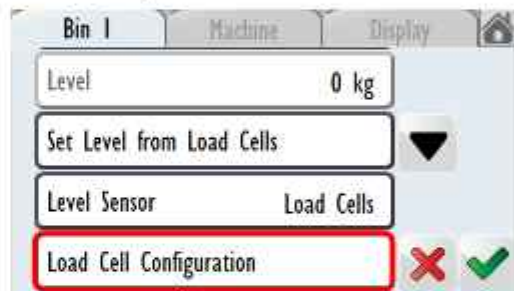 Bin 1 Machine Display
Level 0 kg
Set Level from Load Cells
Level Sensor Load Cells
Load Cell Configuration